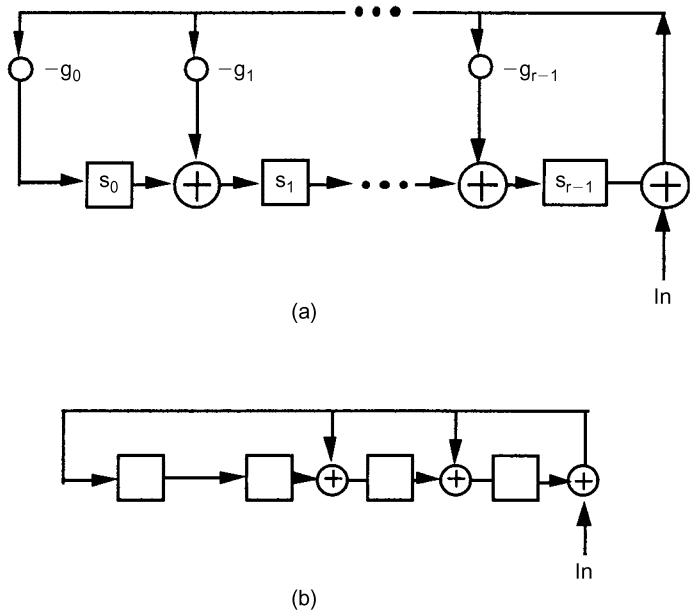 -g₀ -g₁ -gᵣ₋₁
s₀ + s₁ + sᵣ₋₁ +
In
(a)
+ + +
In
(b)